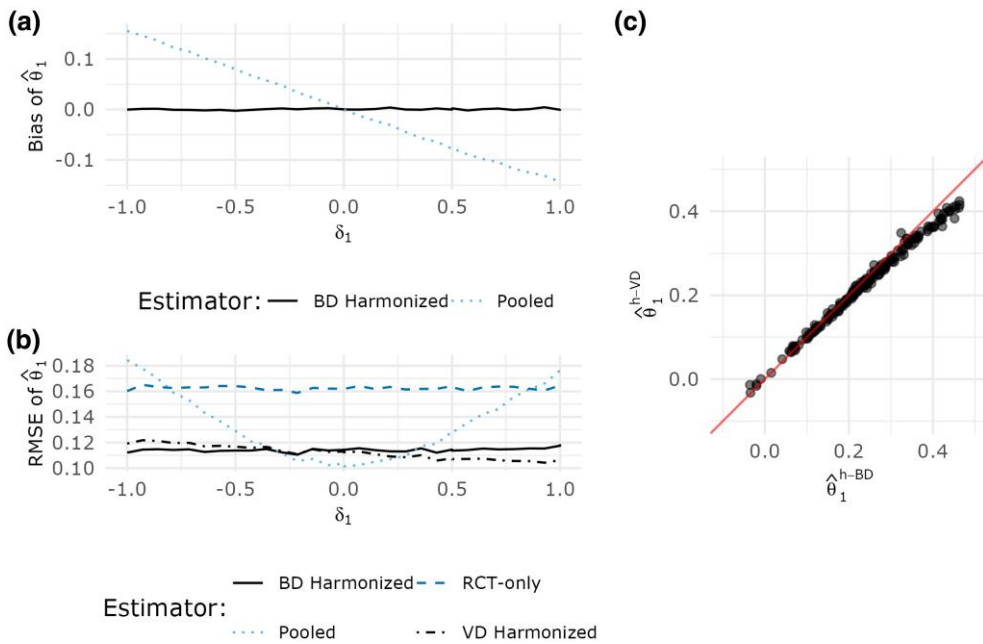 (a)
Bias of θ̂₁
0.1
0.0
-0.1
-1.0 -0.5 0.0 0.5 1.0
δ₁
Estimator: BD Harmonized Pooled
(b)
RMSE of θ̂₁
0.18
0.16
0.14
0.12
0.10
-1.0 -0.5 0.0 0.5 1.0
δ₁
Estimator:
BD Harmonized RCT-only
Pooled VD Harmonized
(c)
θ̂₁^h-VD
0.4
0.2
0.0
0.0 0.2 0.4
θ̂₁^h-BD